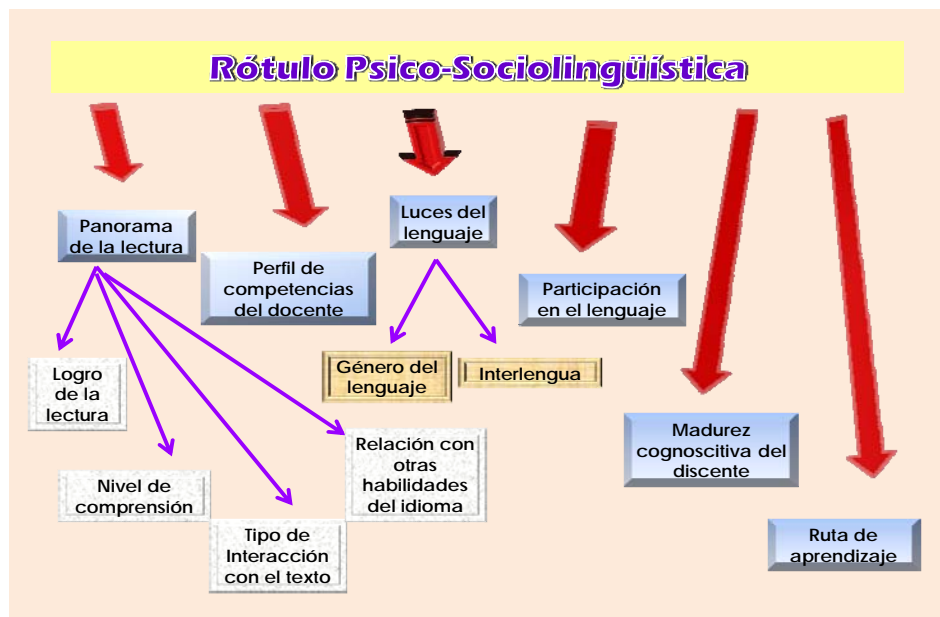 Rótulo Psico-Sociolingüística
Panorama
de la lectura
Perfil de
competencias
del docente
Luces del
lenguaje
Participación
en el lenguaje
Género del
lenguaje
Interlengua
Logro
de la
lectura
Nivel de
comprensión
Tipo de
Interacción
con el texto
Relación con
otras
habilidades
del idioma
Madurez
cognoscitiva del
discente
Ruta de
aprendizaje